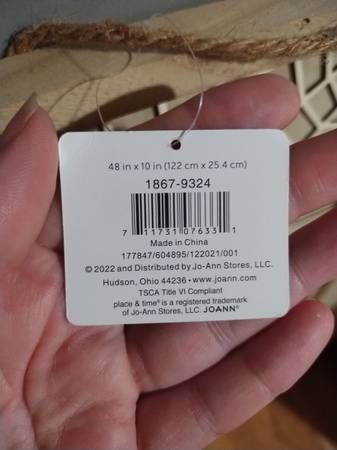 48 in x 10 in (122 cm x 25.4 cm)
1867-9324
7 11731 07633 1
Made in China
177847/604895/122021/001
© 2022 and Distributed by Jo-Ann Stores, LLC.
Hudson, Ohio 44236 • www.joann.com
TSCA Title VI Compliant
place & time® is a registered trademark
of Jo-Ann Stores, LLC. JOANN®